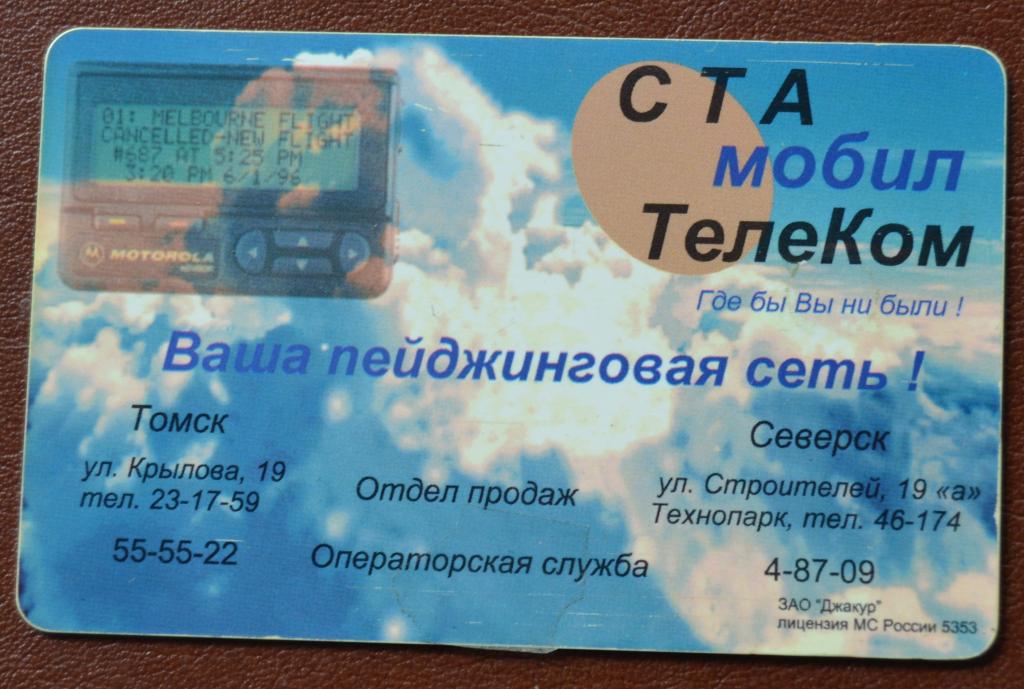 01: MELBOURNE FLIGHT
CANCELLED-NEW FLIGHT
#687 AT 5:25 PM
3:20 PM 6/1/96
MOTOROLA
СТА
мобил
ТелеКом
Где бы Вы ни были !
Ваша пейджинговая сеть !
Томск
ул. Крылова, 19
тел. 23-17-59
55-55-22
Отдел продаж
Операторская служба
Северск
ул. Строителей, 19 «а»
Технопарк, тел. 46-174
4-87-09
ЗАО "Джакур"
лицензия МС России 5353